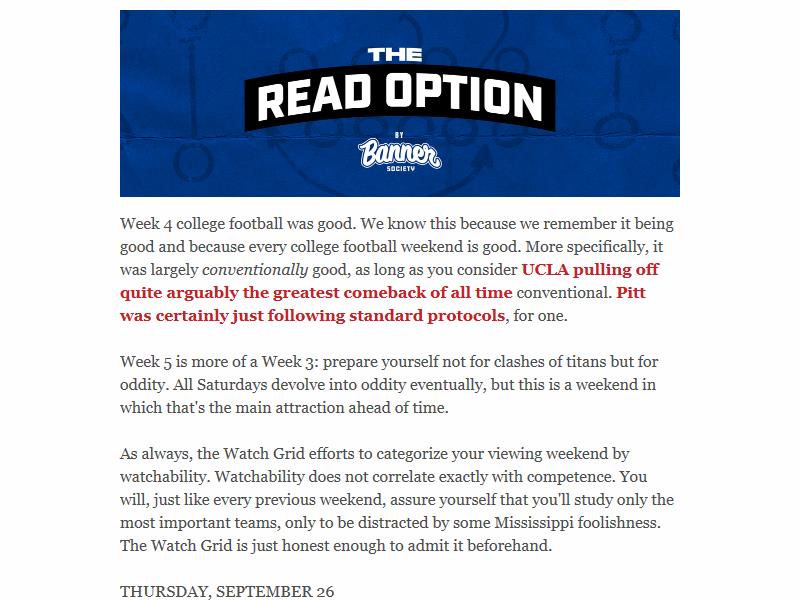 THE
READ OPTION
BY
Banner
SOCIETY
Week 4 college football was good. We know this because we remember it being
good and because every college football weekend is good. More specifically, it
was largely conventionally good, as long as you consider UCLA pulling off
quite arguably the greatest comeback of all time conventional. Pitt
was certainly just following standard protocols, for one.
Week 5 is more of a Week 3: prepare yourself not for clashes of titans but for
oddity. All Saturdays devolve into oddity eventually, but this is a weekend in
which that's the main attraction ahead of time.
As always, the Watch Grid efforts to categorize your viewing weekend by
watchability. Watchability does not correlate exactly with competence. You
will, just like every previous weekend, assure yourself that you'll study only the
most important teams, only to be distracted by some Mississippi foolishness.
The Watch Grid is just honest enough to admit it beforehand.
THURSDAY, SEPTEMBER 26